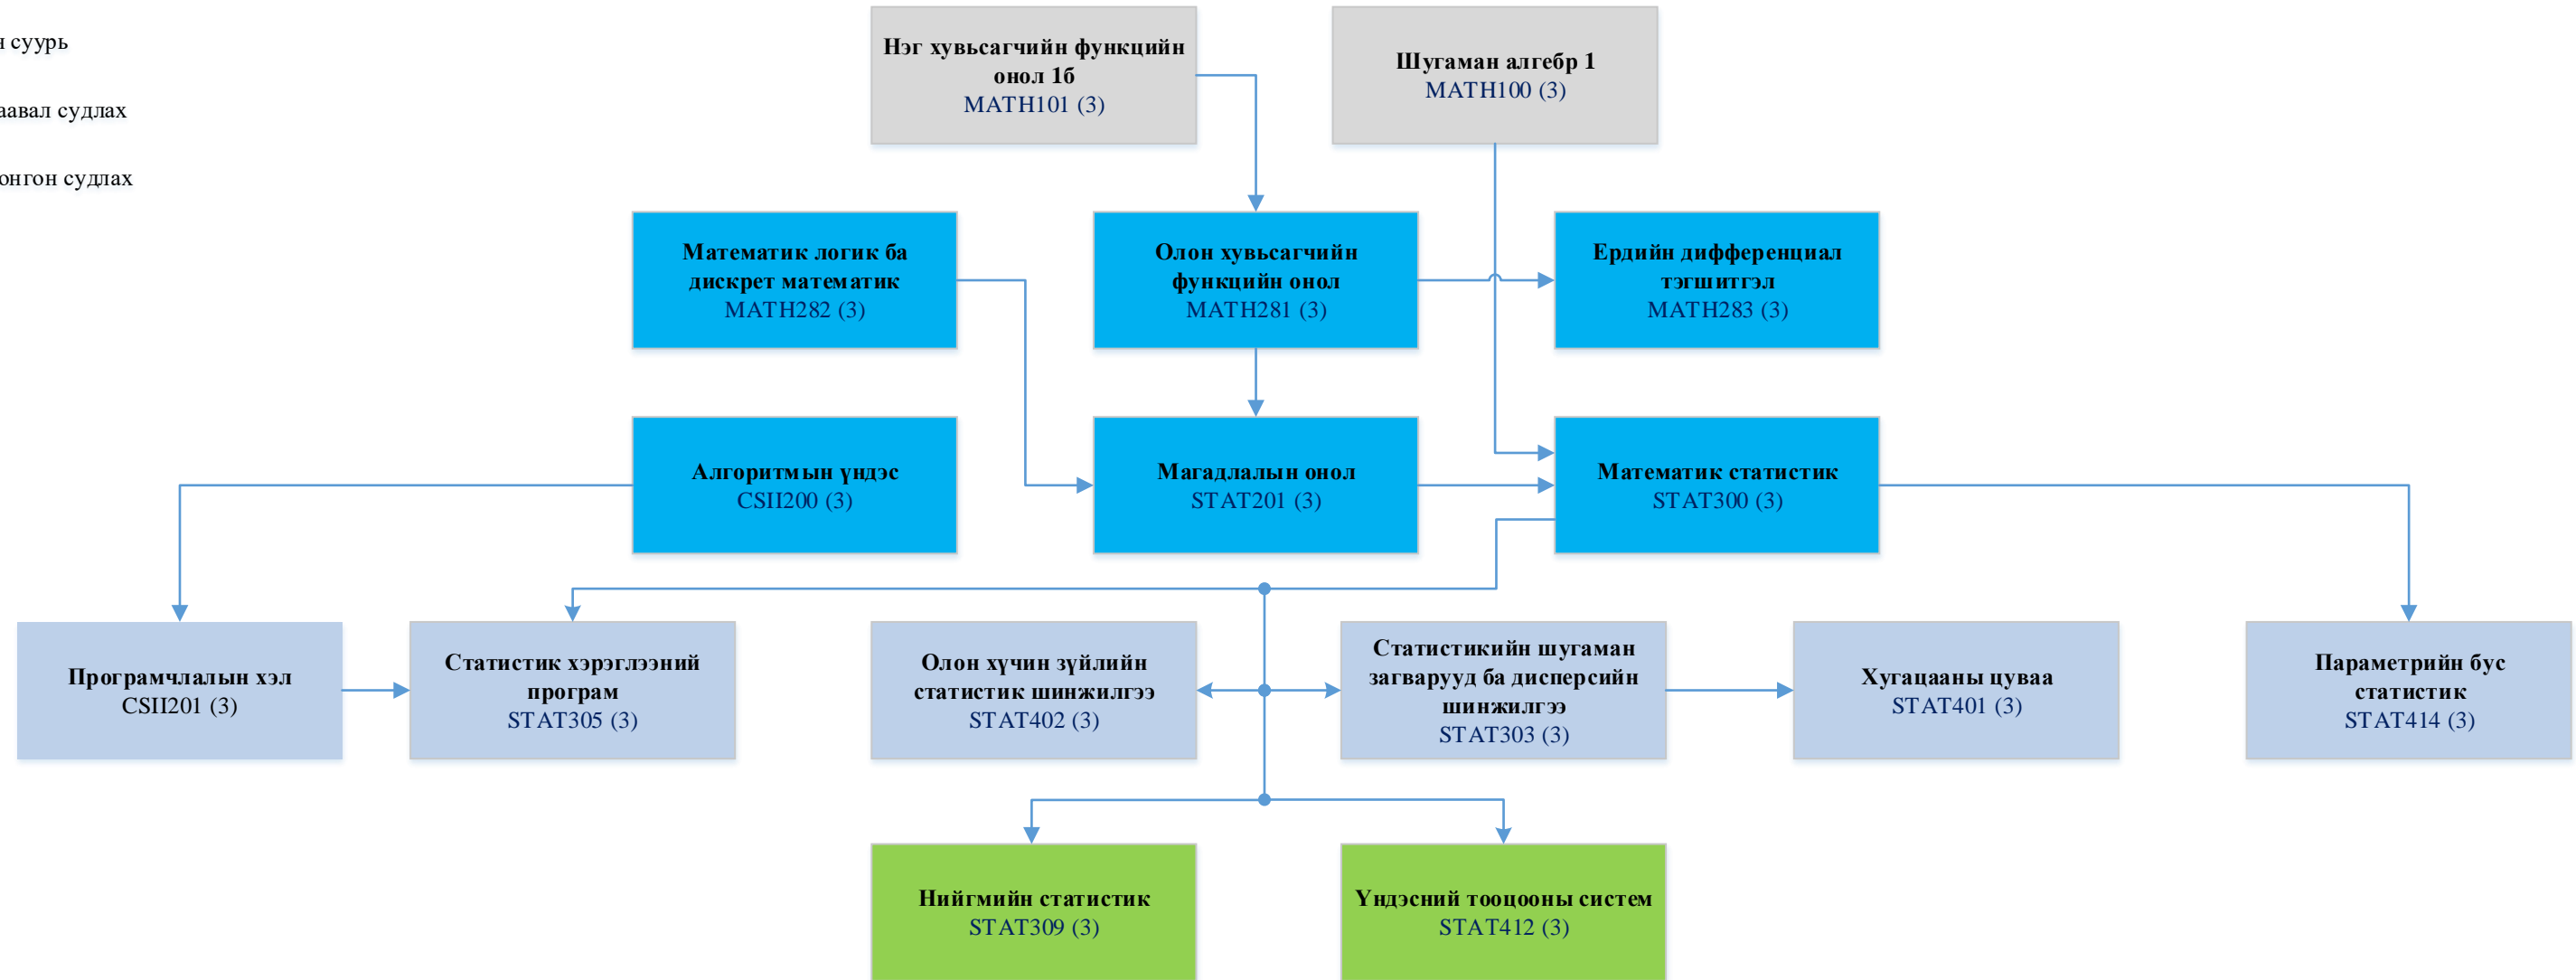 суурь
судлах
судлах
Нэг хувьсагчийн функцийн
онол 1б
MATH101 (3)
Шугаман алгебр 1
MATH100 (3)
Математик логик ба
дискрет математик
MATH282 (3)
Олон хувьсагчийн
функцийн онол
MATH281 (3)
Ердийн дифференциал
тэгшитгэл
MATH283 (3)
Алгоритмын үндэс
CSII200 (3)
Магадлалын онол
STAT201 (3)
Математик статистик
STAT300 (3)
Програмчлалын хэл
CSII201 (3)
Статистик хэрэглээний
програм
STAT305 (3)
Олон хүчин зүйлийн
статистик шинжилгээ
STAT402 (3)
Статистикийн шугаман
загварууд ба дисперсийн
шинжилгээ
STAT303 (3)
Хугацааны цуваа
STAT401 (3)
Параметрийн бус
статистик
STAT414 (3)
Нийгмийн статистик
STAT309 (3)
Үндэсний тооцооны систем
STAT412 (3)